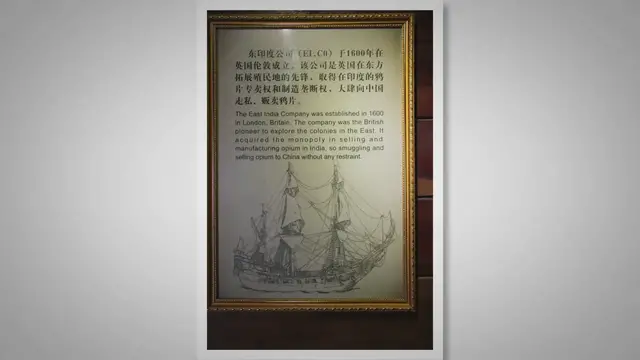 东印度公司（EI.C0）于1600年在
英国伦敦成立。该公司是英国在东方
拓展殖民地的先锋，取得在印度的鸦
片专卖权和制造垄断权，大肆向中国
走私、贩卖鸦片。
The East India Company was established in 1600
in London, Britain. The company was the British
pioneer to explore the colonies in the East. It
acquired the monopoly in selling and
manufacturing opium in India, so smuggling and
selling opium to China without any restraint.